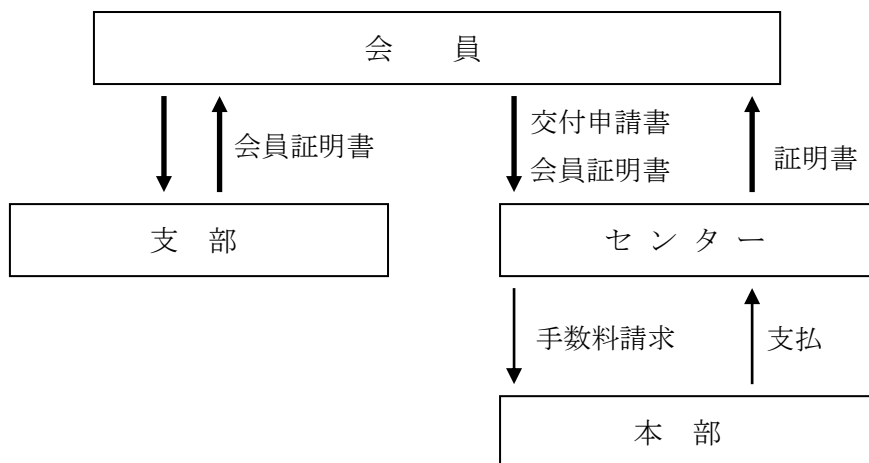 会　　員
会員証明書
交付申請書
会員証明書
証明書
支　部
セ ン タ ー
手数料請求
支払
本　部